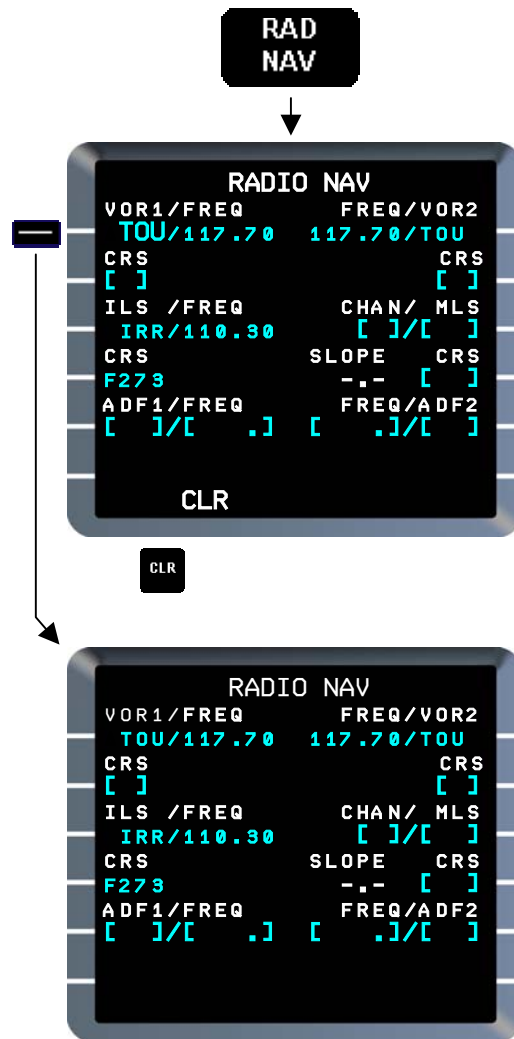 RAD
NAV
RADIO NAV
VOR1/FREQ FREQ/VOR2
TOU/117.70 117.70/TOU
CRS CRS
[ ] [ ]
ILS /FREQ CHAN/ MLS
IRR/110.30 [ ]/[ ]
CRS SLOPE CRS
F273 -.- [ ]
ADF1/FREQ FREQ/ADF2
[ ]/[ .] [ .]/[ ]
CLR
CLR
RADIO NAV
VOR1/FREQ FREQ/VOR2
TOU/117.70 117.70/TOU
CRS CRS
[ ] [ ]
ILS /FREQ CHAN/ MLS
IRR/110.30 [ ]/[ ]
CRS SLOPE CRS
F273 -.- [ ]
ADF1/FREQ FREQ/ADF2
[ ]/[ .] [ .]/[ ]